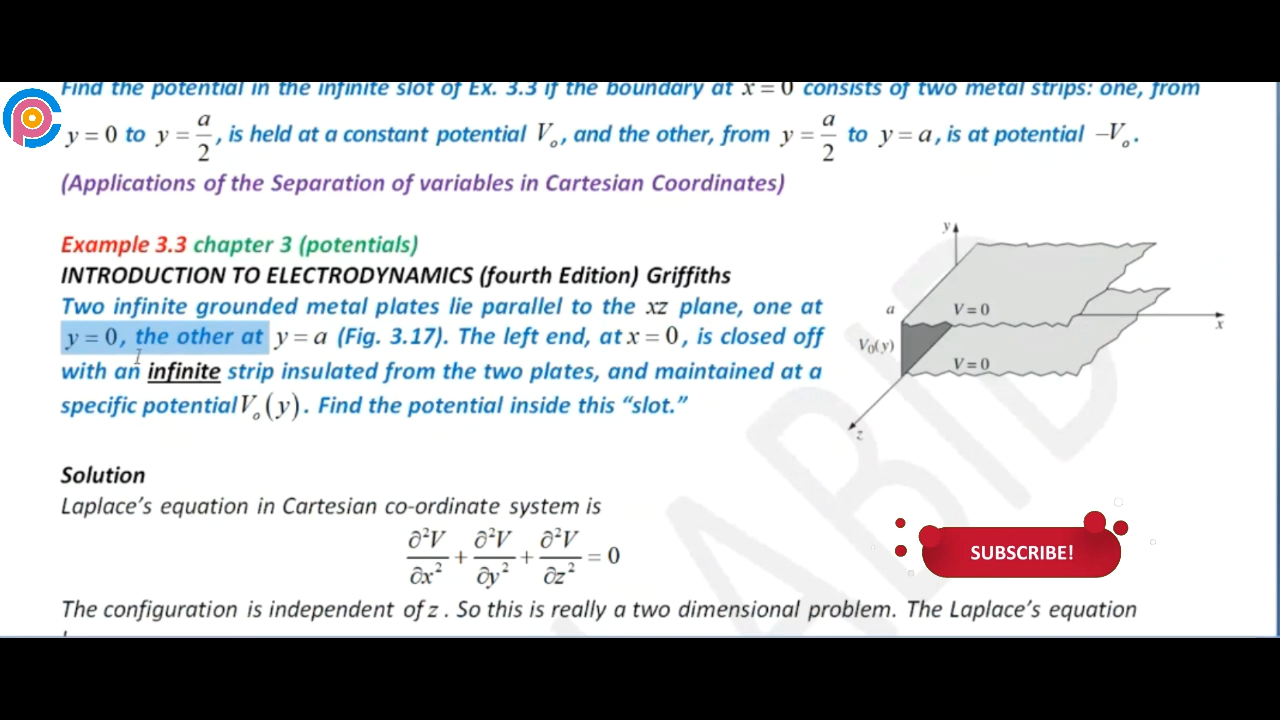 Find the potential in the infinite slot of Ex. 3.3 if the boundary at x = 0 consists of two metal strips: one, from
y = 0 to y = a/2, is held at a constant potential Vₒ, and the other, from y = a/2 to y = a, is at potential −Vₒ.
(Applications of the Separation of variables in Cartesian Coordinates)
Example 3.3 chapter 3 (potentials)
INTRODUCTION TO ELECTRODYNAMICS (fourth Edition) Griffiths
Two infinite grounded metal plates lie parallel to the xz plane, one at
y = 0, the other at y = a (Fig. 3.17). The left end, at x = 0, is closed off
with an infinite strip insulated from the two plates, and maintained at a
specific potential Vₒ(y). Find the potential inside this “slot.”
y
a
V = 0
x
V₀(y)
V = 0
z
Solution
Laplace’s equation in Cartesian co-ordinate system is
∂²V/∂x² + ∂²V/∂y² + ∂²V/∂z² = 0
SUBSCRIBE!
The configuration is independent of z. So this is really a two dimensional problem. The Laplace’s equation